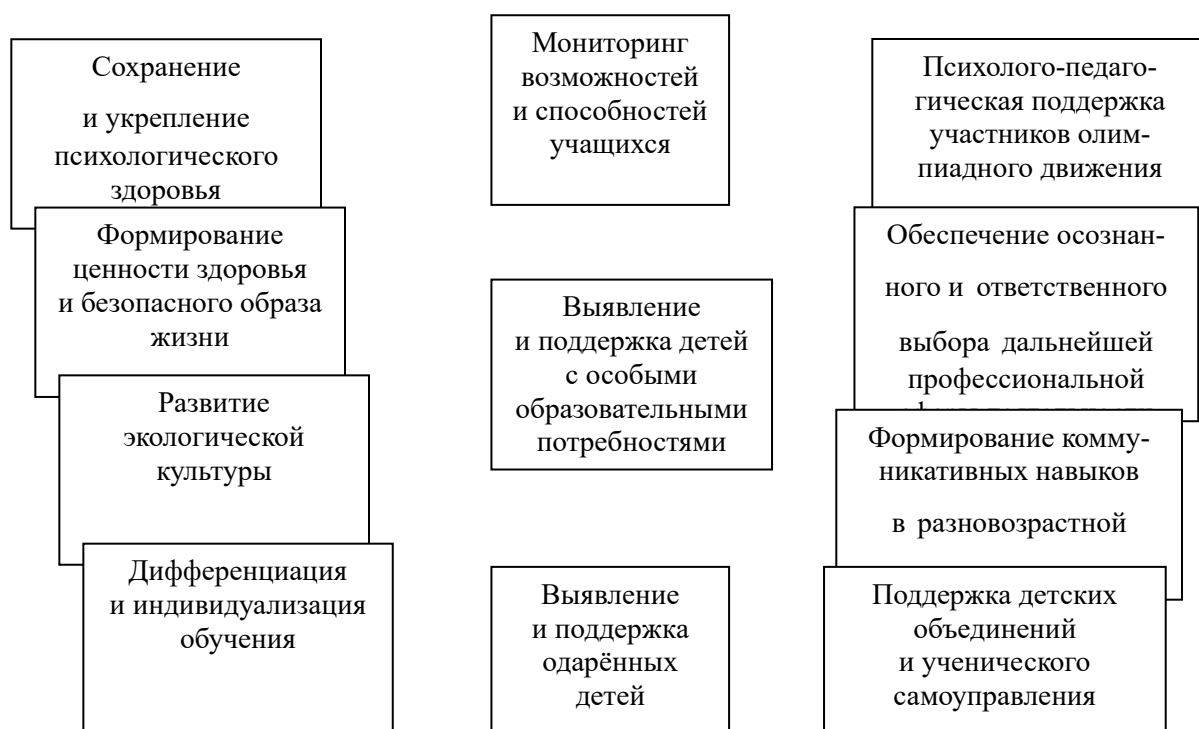 Сохранение
и укрепление
психологического
здоровья
Формирование
ценности здоровья
и безопасного образа
жизни
Развитие
экологической
культуры
Дифференциация
и индивидуализация
обучения
Мониторинг
возможностей
и способностей
учащихся
Выявление
и поддержка детей
с особыми
образовательными
потребностями
Выявление
и поддержка
одарённых
детей
Психолого-педаго-
гическая поддержка
участников олим-
пиадного движения
Обеспечение осознан-
ного и ответственного
выбора дальнейшей
профессиональной
Формирование комму-
никативных навыков
в разновозрастной
Поддержка детских
объединений
и ученического
самоуправления